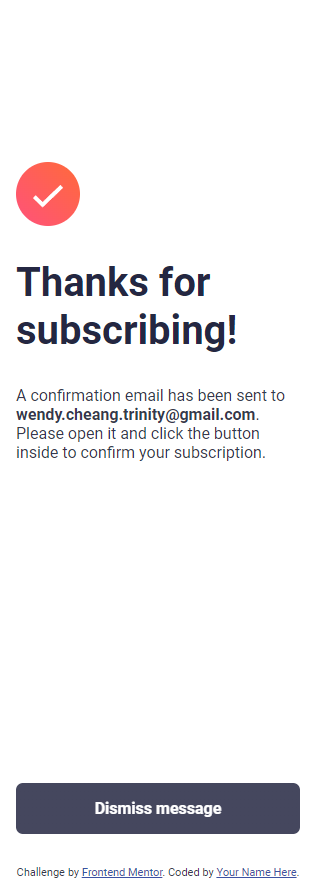 Thanks for
subscribing!
A confirmation email has been sent to
wendy.cheang.trinity@gmail.com.
Please open it and click the button
inside to confirm your subscription.
Dismiss message
Challenge by Frontend Mentor. Coded by Your Name Here.